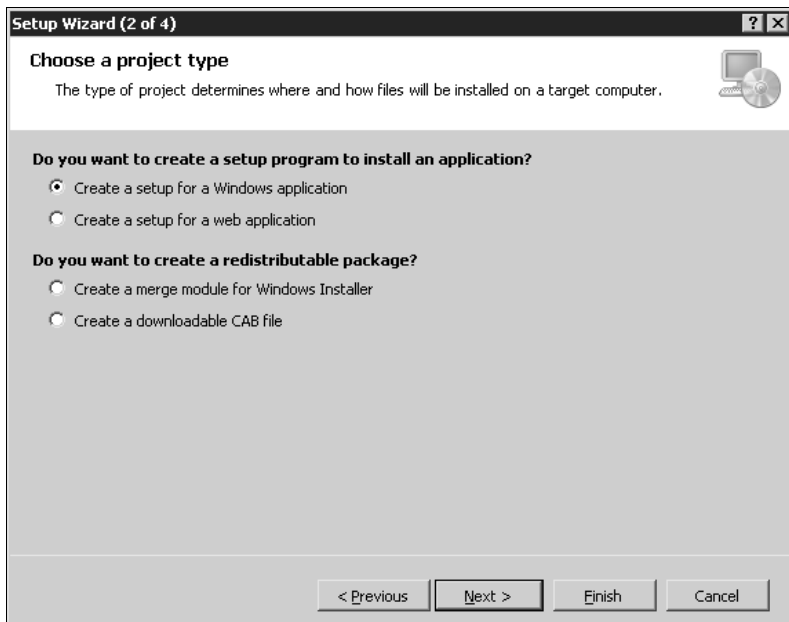 Setup Wizard (2 of 4)
Choose a project type
The type of project determines where and how files will be installed on a target computer.
Do you want to create a setup program to install an application?
Create a setup for a Windows application
Create a setup for a web application
Do you want to create a redistributable package?
Create a merge module for Windows Installer
Create a downloadable CAB file
< Previous Next > Finish Cancel